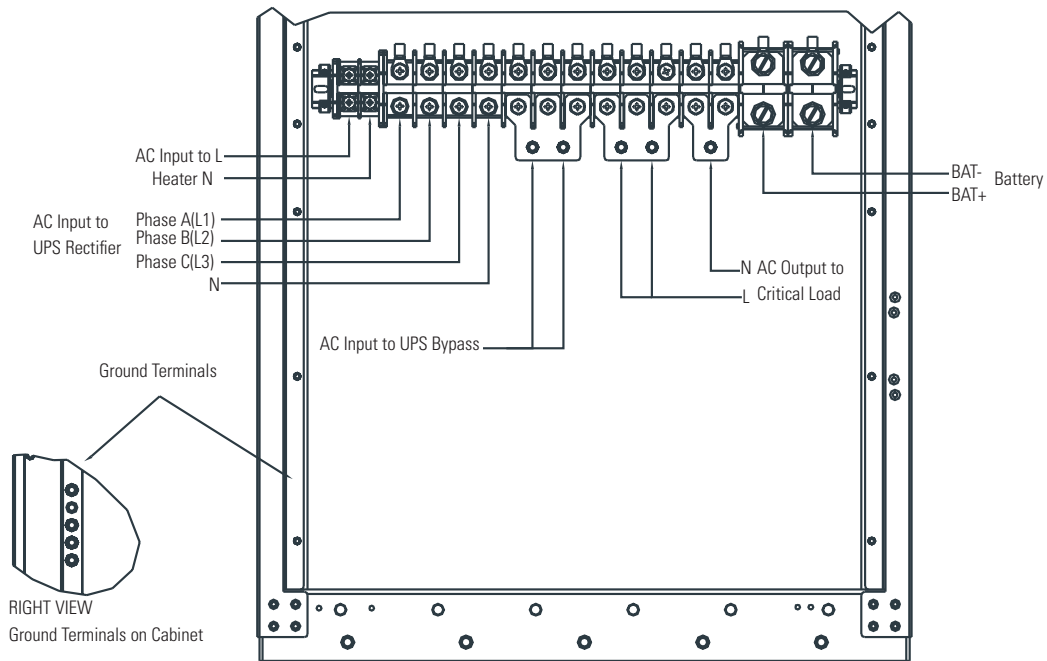 AC Input to L
Heater N
AC Input to
UPS Rectifier
Phase A(L1)
Phase B(L2)
Phase C(L3)
N
AC Input to UPS Bypass
N AC Output to
L Critical Load
BAT- Battery
BAT+
Ground Terminals
RIGHT VIEW
Ground Terminals on Cabinet